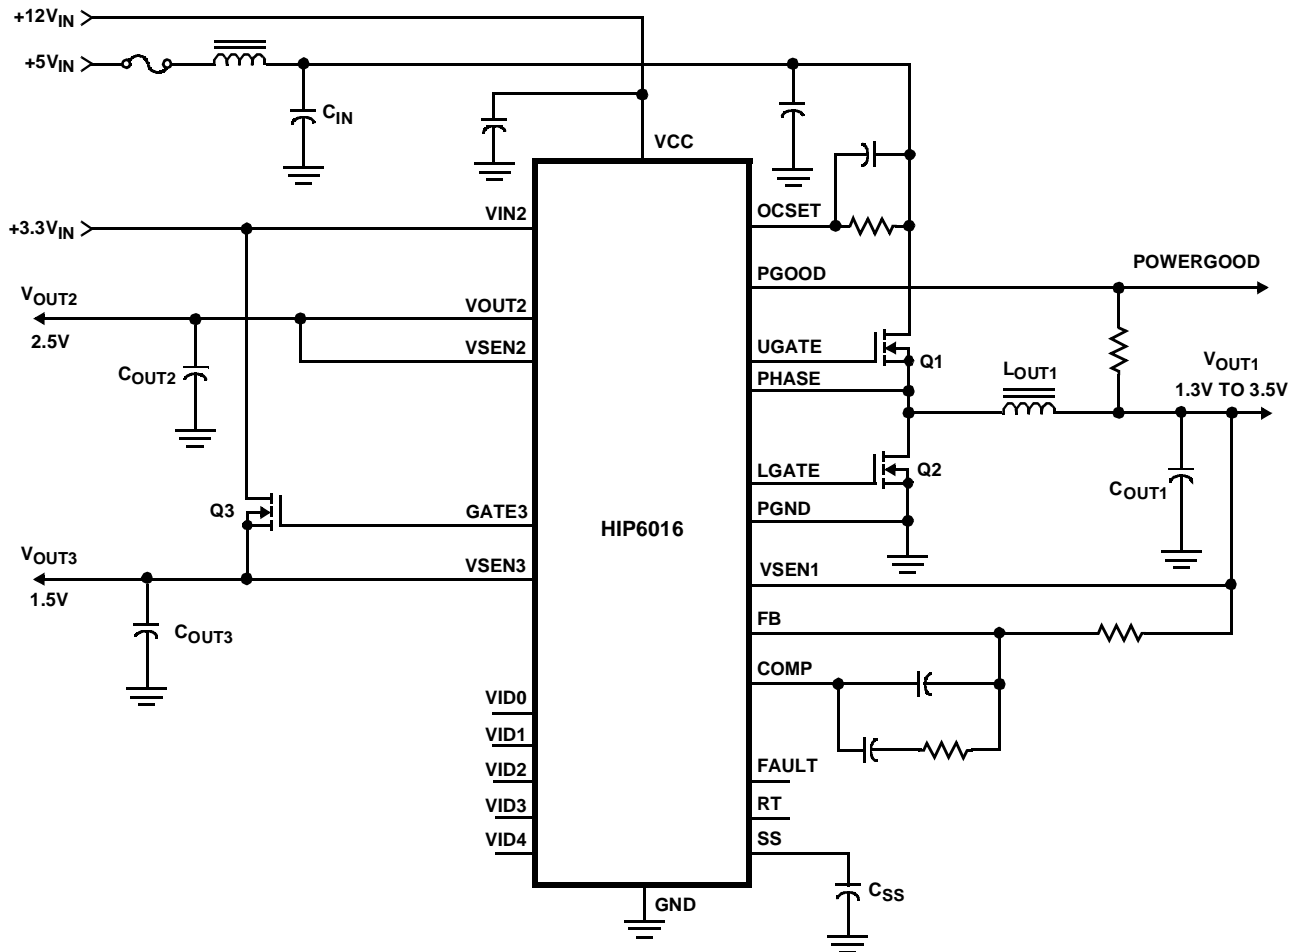 +12VIN
+5VIN
CIN
VCC
+3.3VIN
VIN2
OCSET
PGOOD
POWERGOOD
VOUT2
2.5V
VOUT2
VSEN2
COUT2
UGATE
Q1
PHASE
LOUT1
VOUT1
1.3V TO 3.5V
LGATE
Q2
COUT1
Q3
GATE3
PGND
HIP6016
VOUT3
1.5V
VSEN3
VSEN1
COUT3
FB
COMP
VID0
VID1
VID2
VID3
VID4
FAULT
RT
SS
CSS
GND